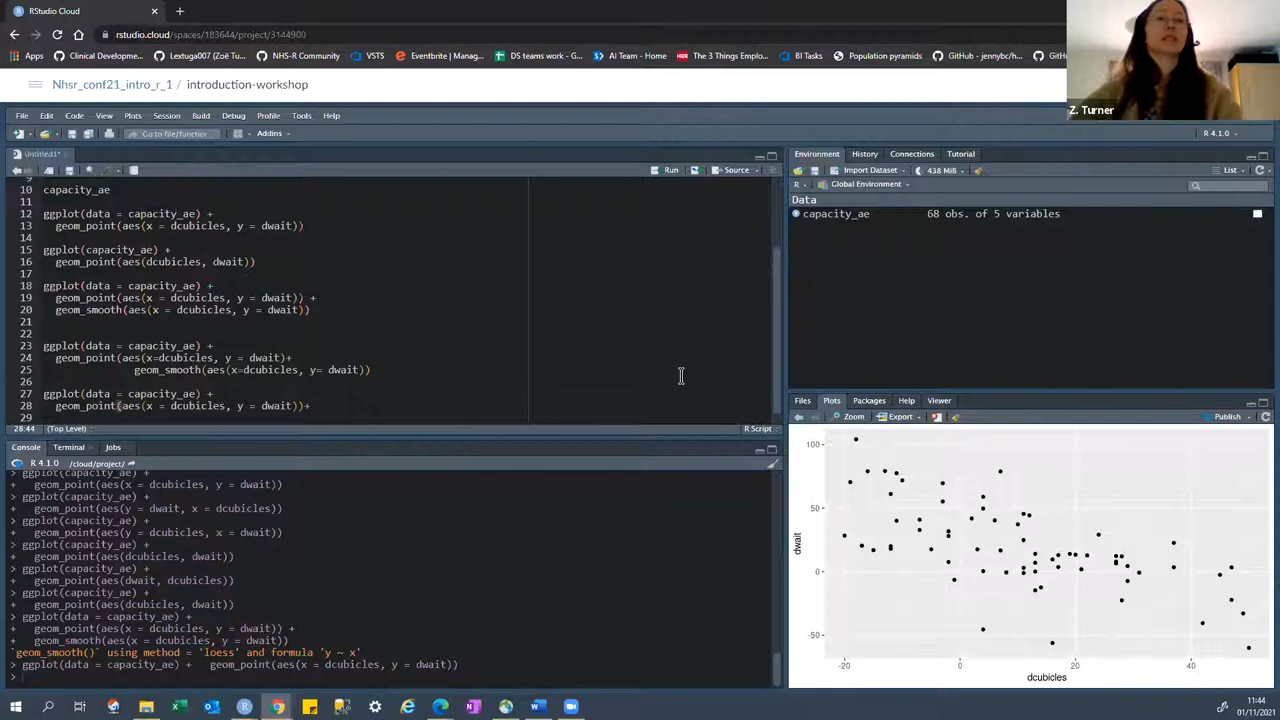 RStudio Cloud
rstudio.cloud/spaces/183644/project/3144900
Apps
Clinical Developmen...
Lextuga007 (Zoë Tu...
NHS-R Community
VSTS
Eventbrite | Manag...
DS teams work - G...
AI Team - Home
The 3 Things Emplo...
BI Tasks
Population pyramids
GitHub - jennybc/h...
Z. Turner
Nhsr_conf21_intro_r_1 / introduction-workshop
File Edit Code View Plots Session Build Debug Profile Tools Help
Go to file/function
Addins
R 4.1.0
Untitled1*
Run
Source
9
10 capacity_ae
11
12 ggplot(data = capacity_ae) +
13 geom_point(aes(x = dcubicles, y = dwait))
14
15 ggplot(capacity_ae) +
16 geom_point(aes(dcubicles, dwait))
17
18 ggplot(data = capacity_ae) +
19 geom_point(aes(x = dcubicles, y = dwait)) +
20 geom_smooth(aes(x = dcubicles, y = dwait))
21
22
23 ggplot(data = capacity_ae) +
24 geom_point(aes(x=dcubicles, y = dwait)+
25 geom_smooth(aes(x=dcubicles, y= dwait))
26
27 ggplot(data = capacity_ae) +
28 geom_point(aes(x = dcubicles, y = dwait))+
29
28:44 (Top Level)
R Script
Console Terminal Jobs
R 4.1.0 /cloud/project/
> ggplot(capacity_ae) +
+ geom_point(aes(x = dcubicles, y = dwait))
> ggplot(capacity_ae) +
+ geom_point(aes(y = dwait, x = dcubicles))
> ggplot(capacity_ae) +
+ geom_point(aes(y = dcubicles, x = dwait))
> ggplot(capacity_ae) +
+ geom_point(aes(dcubicles, dwait))
> ggplot(capacity_ae) +
+ geom_point(aes(dwait, dcubicles))
> ggplot(capacity_ae) +
+ geom_point(aes(dcubicles, dwait))
> ggplot(data = capacity_ae) +
+ geom_point(aes(x = dcubicles, y = dwait)) +
+ geom_smooth(aes(x = dcubicles, y = dwait))
`geom_smooth()` using method = 'loess' and formula 'y ~ x'
> ggplot(data = capacity_ae) + geom_point(aes(x = dcubicles, y = dwait))
>
Environment History Connections Tutorial
Import Dataset
438 MiB
List
R
Global Environment
Data
capacity_ae 68 obs. of 5 variables
Files Plots Packages Help Viewer
Zoom
Export
Publish
100
50
0
-50
dwait
-20 0 20 40
dcubicles
11:44
01/11/2021